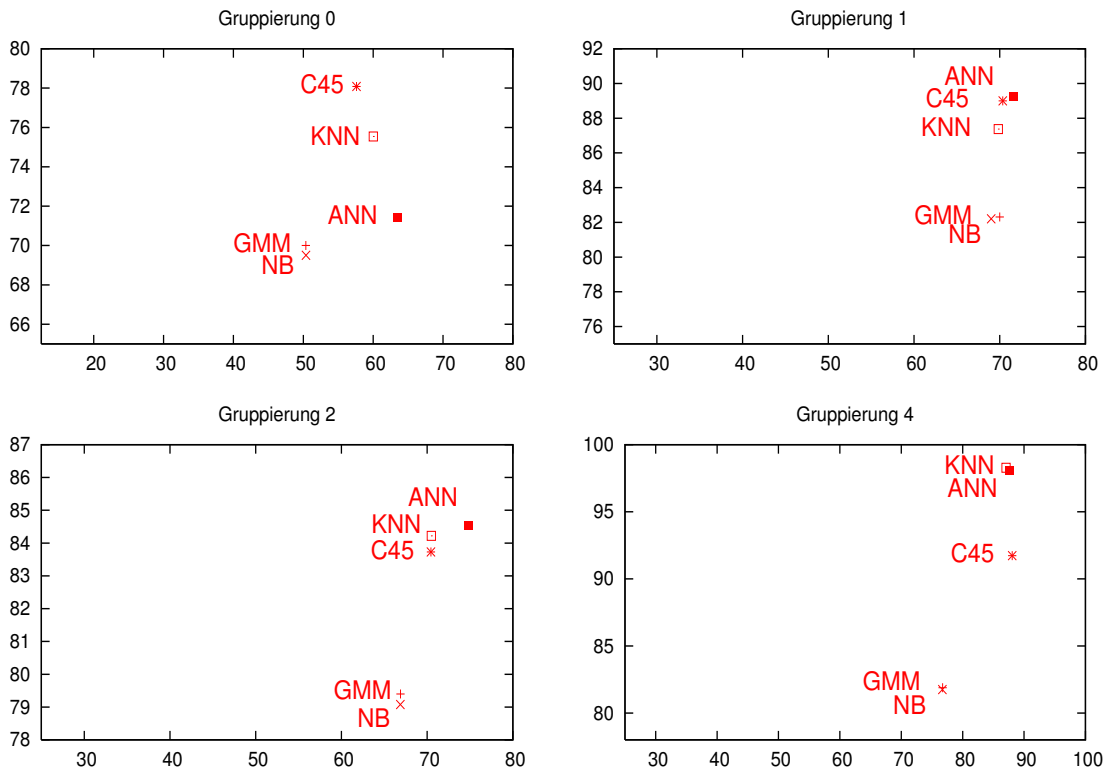 Gruppierung 0
80
78
76
74
72
70
68
66
C45
KNN
ANN
GMM
NB
20 30 40 50 60 70 80
Gruppierung 1
92
90
88
86
84
82
80
78
76
ANN
C45
KNN
GMM
NB
30 40 50 60 70 80
Gruppierung 2
87
86
85
84
83
82
81
80
79
78
ANN
KNN
C45
GMM
NB
30 40 50 60 70 80
Gruppierung 4
100
95
90
85
80
KNN
ANN
C45
GMM
NB
30 40 50 60 70 80 90 100